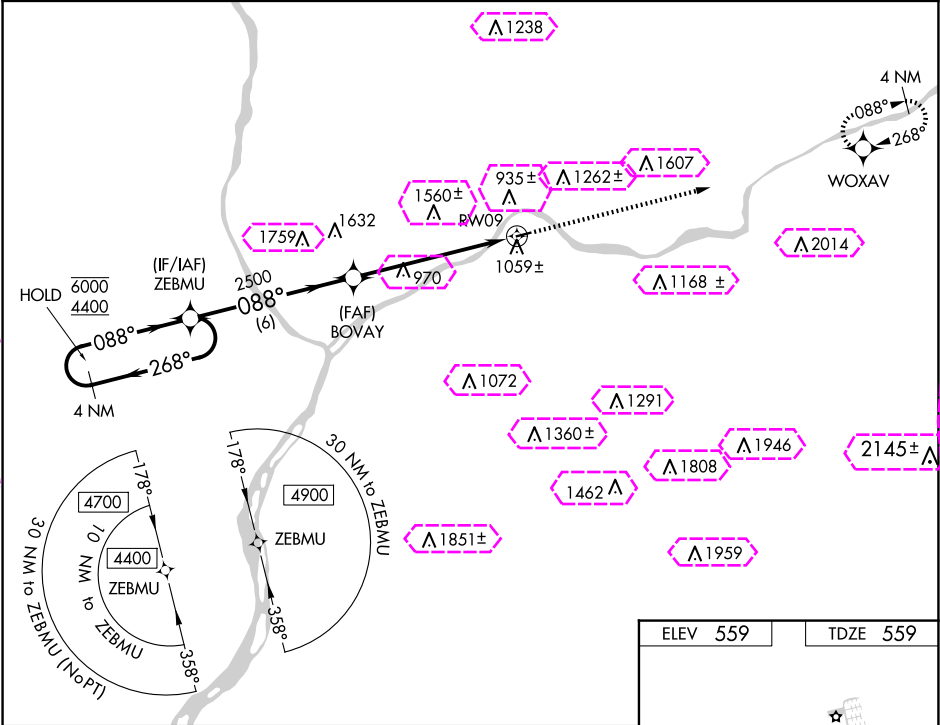 1238
4 NM
088°
268°
WOXAV
1607
1262 ±
935 ±
1560 ±
RW09
1632
1759
1059 ±
970
2014
1168 ±
(IF/IAF)
ZEBMU
2500
088°
(6)
(FAF)
BOVAY
HOLD
6000
4400
088°
268°
4 NM
1072
1291
1360 ±
1946
1808
2145 ±
1462
1851 ±
1959
178°
4700
10 NM to ZEBMU
4400
ZEBMU
358°
30 NM to ZEBMU (NoPT)
178°
30 NM to ZEBMU
4900
ZEBMU
358°
ELEV 559
TDZE 559